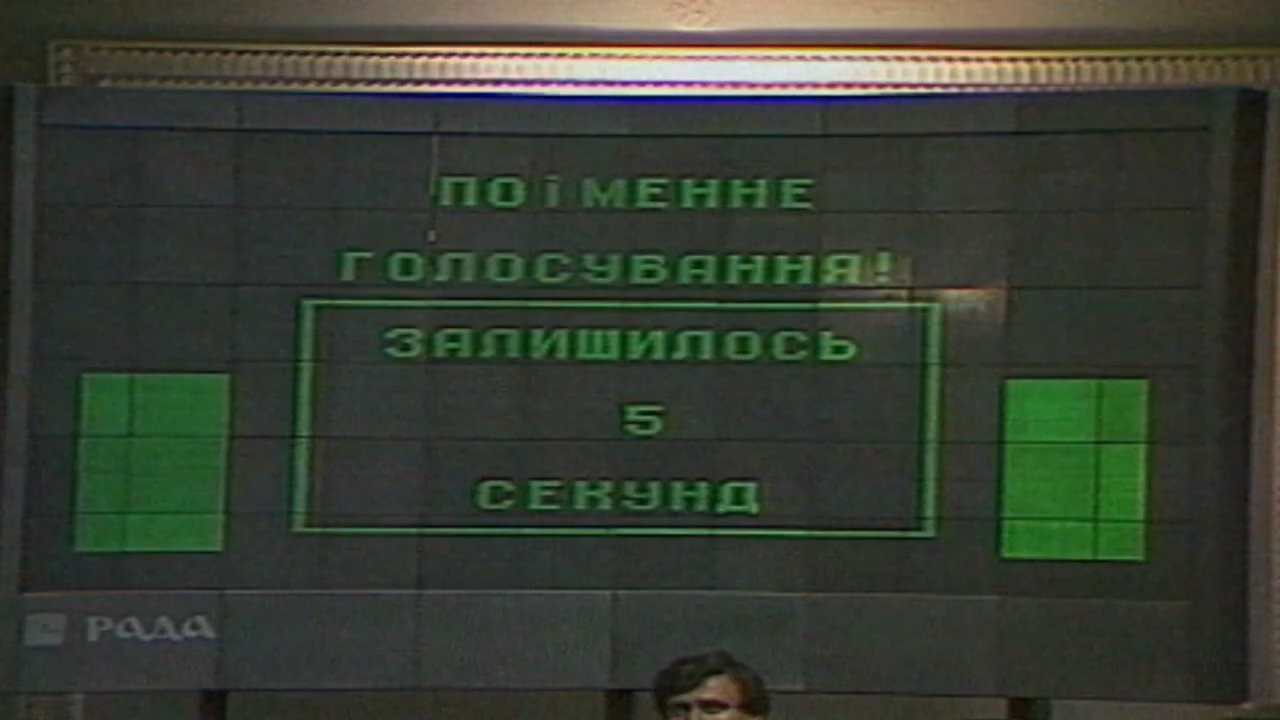 ПОіМЕННЕ
ГОЛОСУВАННЯ!
ЗАЛИШИЛОСЬ
5
СЕКУНД
РАДА